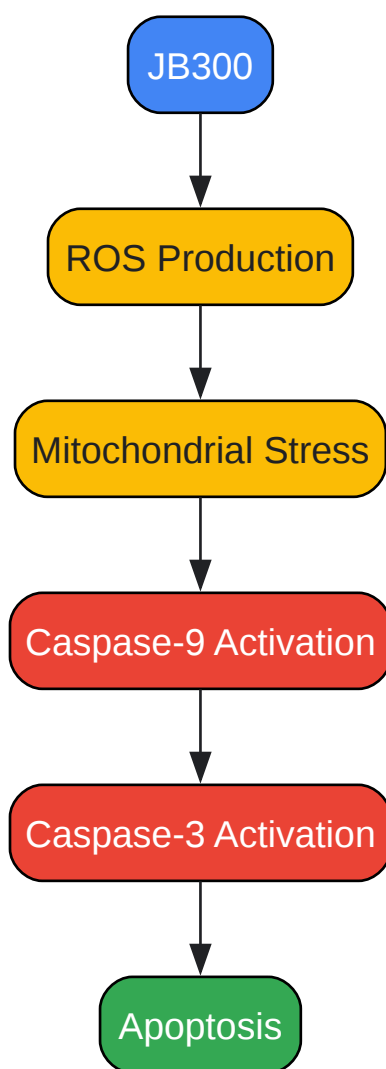 JB300
ROS Production
Mitochondrial Stress
Caspase-9 Activation
Caspase-3 Activation
Apoptosis